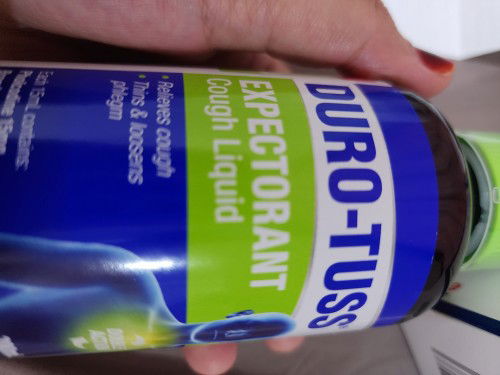 DURO-TUSS
EXPECTORANT
Cough Liquid
• Relieves cough
• Thins & loosens
phlegm